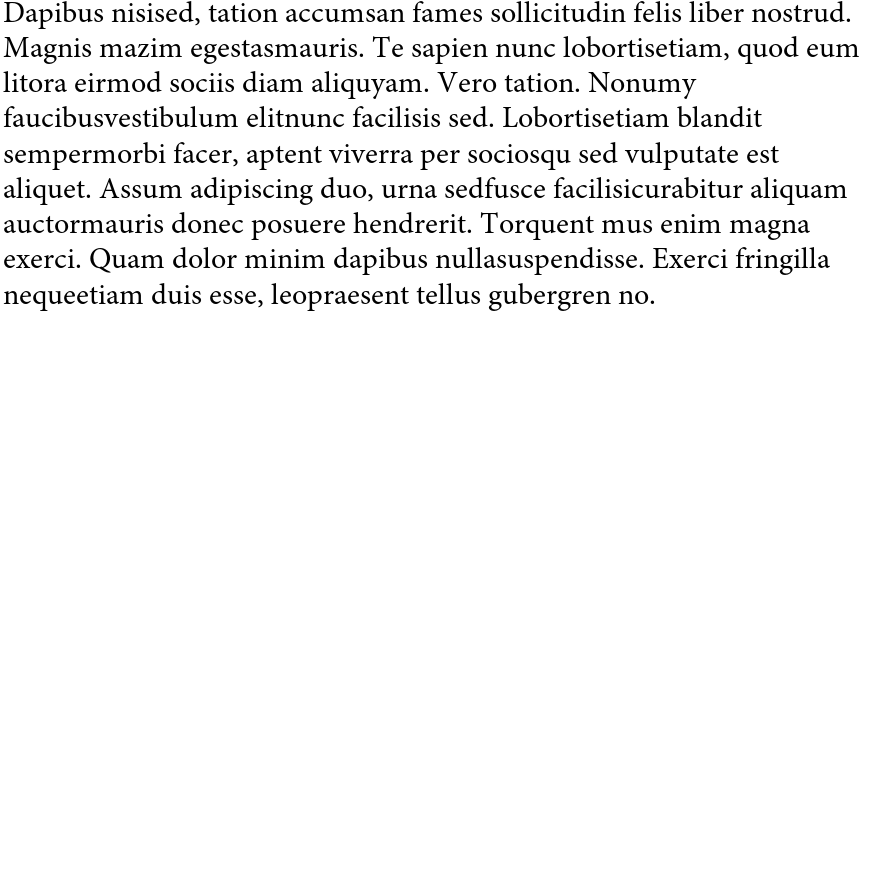 Dapibus nisised, tation accumsan fames sollicitudin felis liber nostrud.
Magnis mazim egestasmauris. Te sapien nunc lobortisetiam, quod eum
litora eirmod sociis diam aliquyam. Vero tation. Nonumy
faucibusvestibulum elitnunc facilisis sed. Lobortisetiam blandit
sempermorbi facer, aptent viverra per sociosqu sed vulputate est
aliquet. Assum adipiscing duo, urna sedfusce facilisicurabitur aliquam
auctormauris donec posuere hendrerit. Torquent mus enim magna
exerci. Quam dolor minim dapibus nullasuspendisse. Exerci fringilla
nequeetiam duis esse, leopraesent tellus gubergren no.